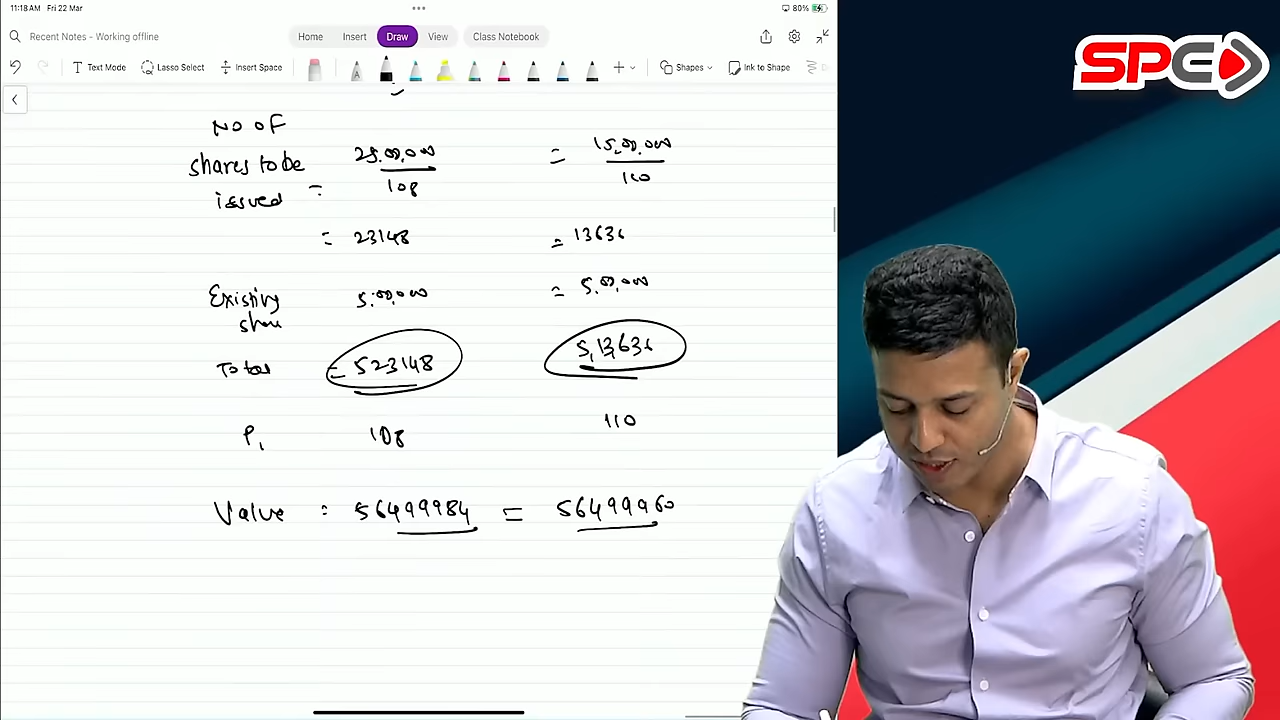 11:18 AM Fri 22 Mar
80%
Recent Notes - Working offline
Home Insert Draw View Class Notebook
Text Mode Lasso Select Insert Space Shapes Ink to Shape
SPE
No of
shares to be
issued = 25,00,000 / 108 = 15,00,000 / 110
= 23148 = 13636
Existing share 5,00,000 = 5,00,000
Total = 523148 5,13,636
P1 108 110
Value = 56499984 = 56499960